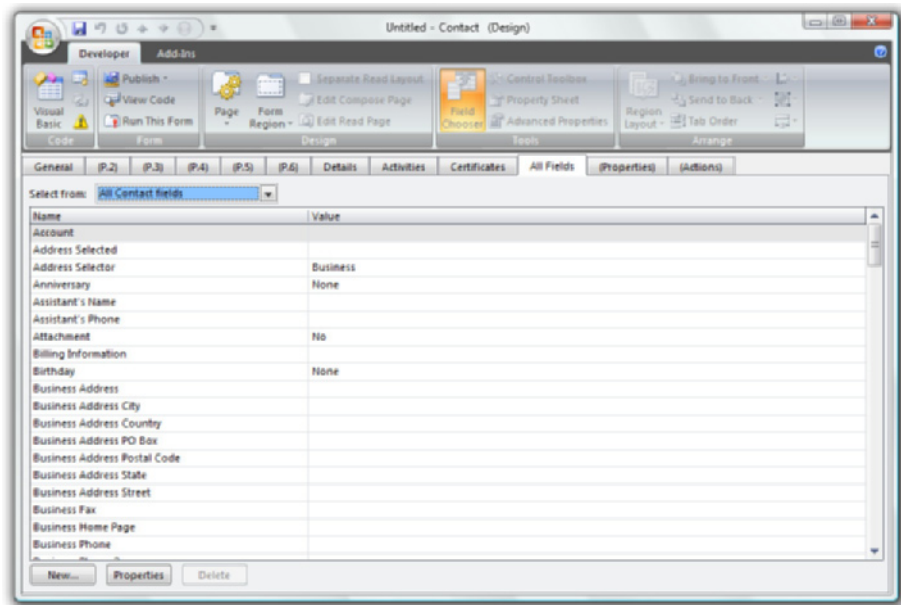 Untitled - Contact (Design)
Developer Add-Ins
Publish Separate Read Layout Control Toolbox Bring to Front
View Code Edit Compose Page Property Sheet Send to Back
Visual Basic Run This Form Page Form Region Edit Read Page Field Chooser Advanced Properties Region Layout Tab Order
Code Form Design Tools Arrange
General (P.2) (P.3) (P.4) (P.5) (P.6) Details Activities Certificates All Fields (Properties) (Actions)
Select from: All Contact fields
Name Value
Account
Address Selected
Address Selector Business
Anniversary None
Assistant's Name
Assistant's Phone
Attachment No
Billing Information
Birthday None
Business Address
Business Address City
Business Address Country
Business Address PO Box
Business Address Postal Code
Business Address State
Business Address Street
Business Fax
Business Home Page
Business Phone
New... Properties Delete